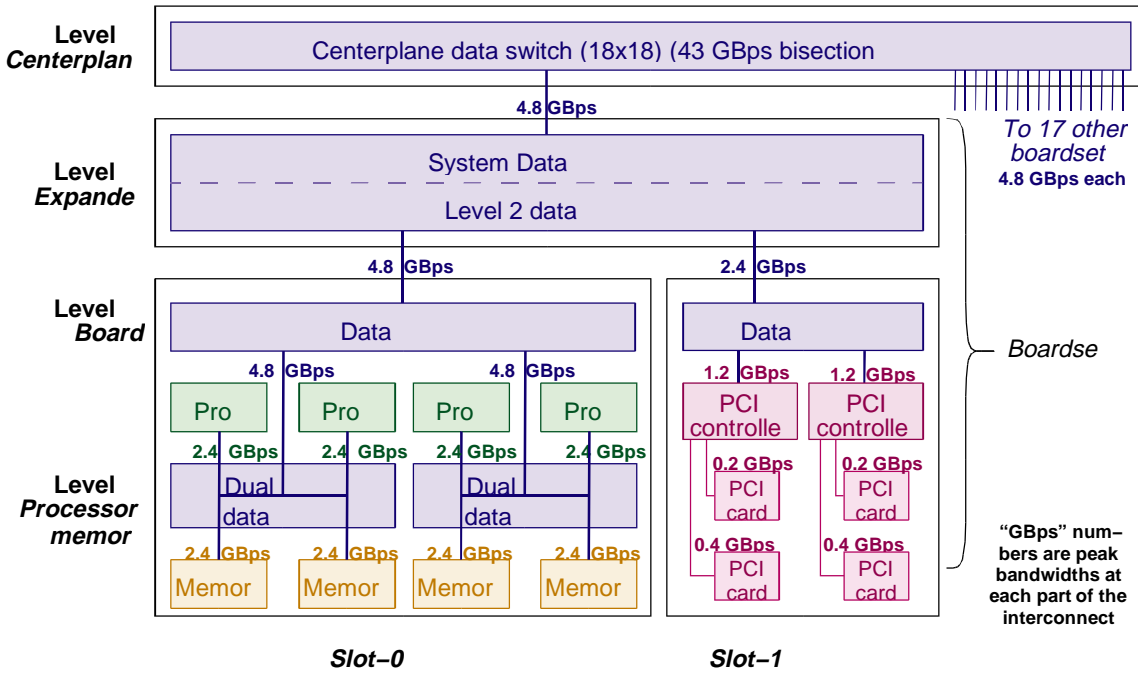 Level
Centerplan
Centerplane data switch (18x18) (43 GBps bisection
4.8 GBps
To 17 other
boardset
4.8 GBps each
Level
Expande
System Data
Level 2 data
4.8 GBps
2.4 GBps
Level
Board
Data
Data
Boardse
4.8 GBps
4.8 GBps
1.2 GBps
1.2 GBps
Pro
Pro
Pro
Pro
PCI
controlle
PCI
controlle
2.4 GBps
2.4 GBps
2.4 GBps
2.4 GBps
0.2 GBps
0.2 GBps
Level
Processor
memor
Dual
data
Dual
data
PCI
card
PCI
card
2.4 GBps
2.4 GBps
2.4 GBps
2.4 GBps
0.4 GBps
0.4 GBps
Memor
Memor
Memor
Memor
PCI
card
PCI
card
“GBps” num–
bers are peak
bandwidths at
each part of the
interconnect
Slot–0
Slot–1